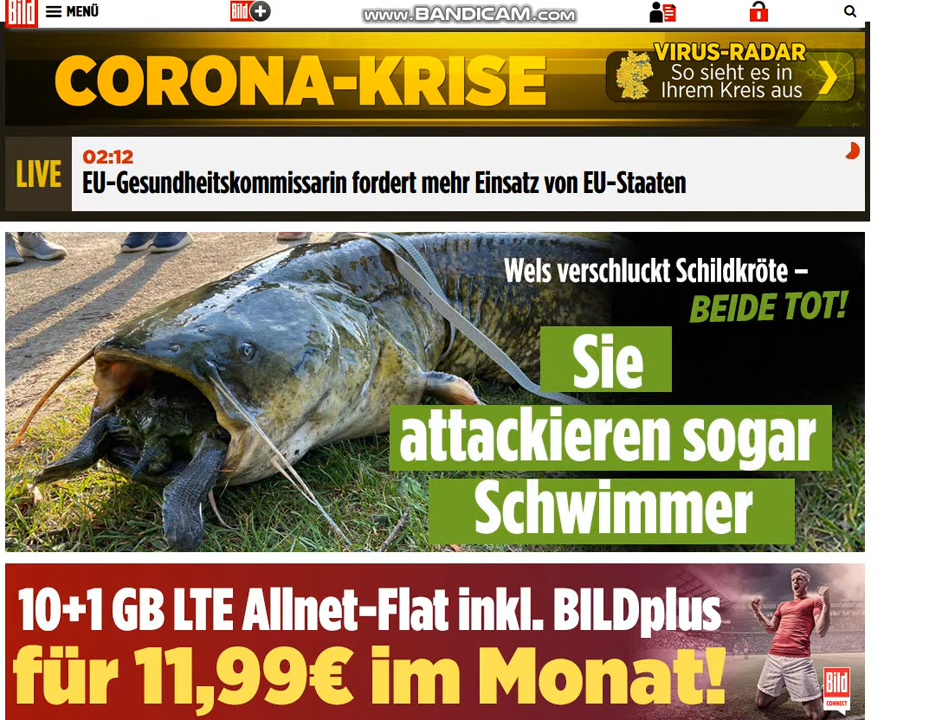 Bild
MENÜ
Bild +
www.BANDICAM.com
CORONA-KRISE
VIRUS-RADAR
So sieht es in
Ihrem Kreis aus
LIVE
02:12
EU-Gesundheitskommissarin fordert mehr Einsatz von EU-Staaten
Wels verschluckt Schildkröte –
BEIDE TOT!
Sie
attackieren sogar
Schwimmer
10+1 GB LTE Allnet-Flat inkl. BILDplus
für 11,99€ im Monat!
Bild
CONNECT